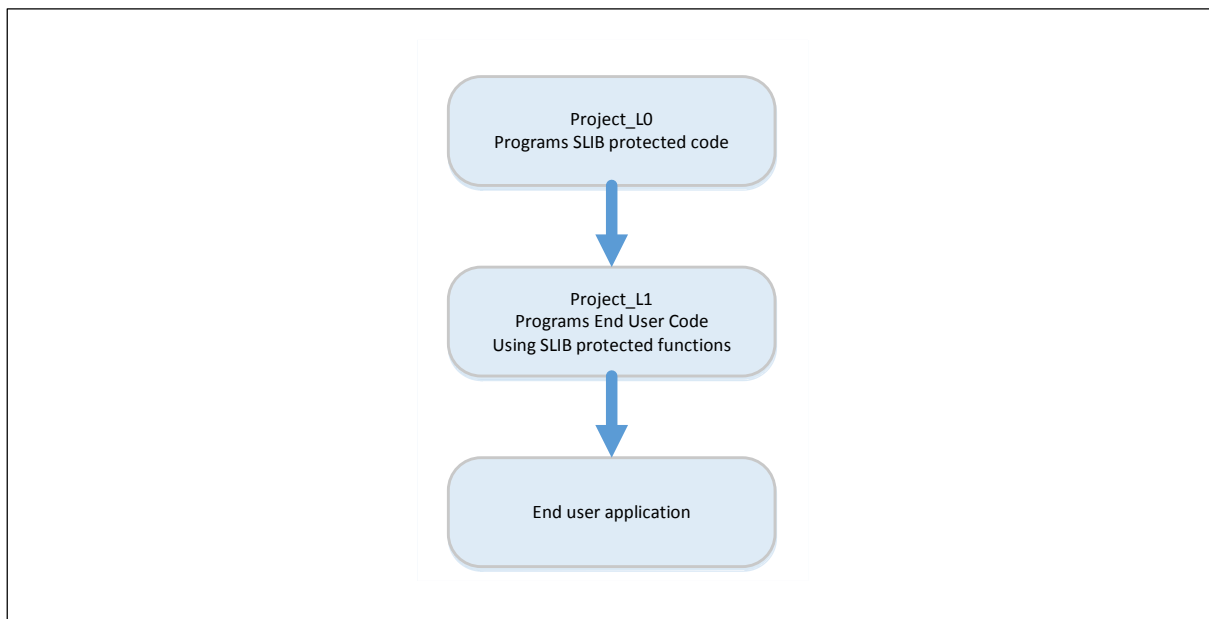 Project_L0
Programs SLIB protected code
Project_L1
Programs End User Code
Using SLIB protected functions
End user application